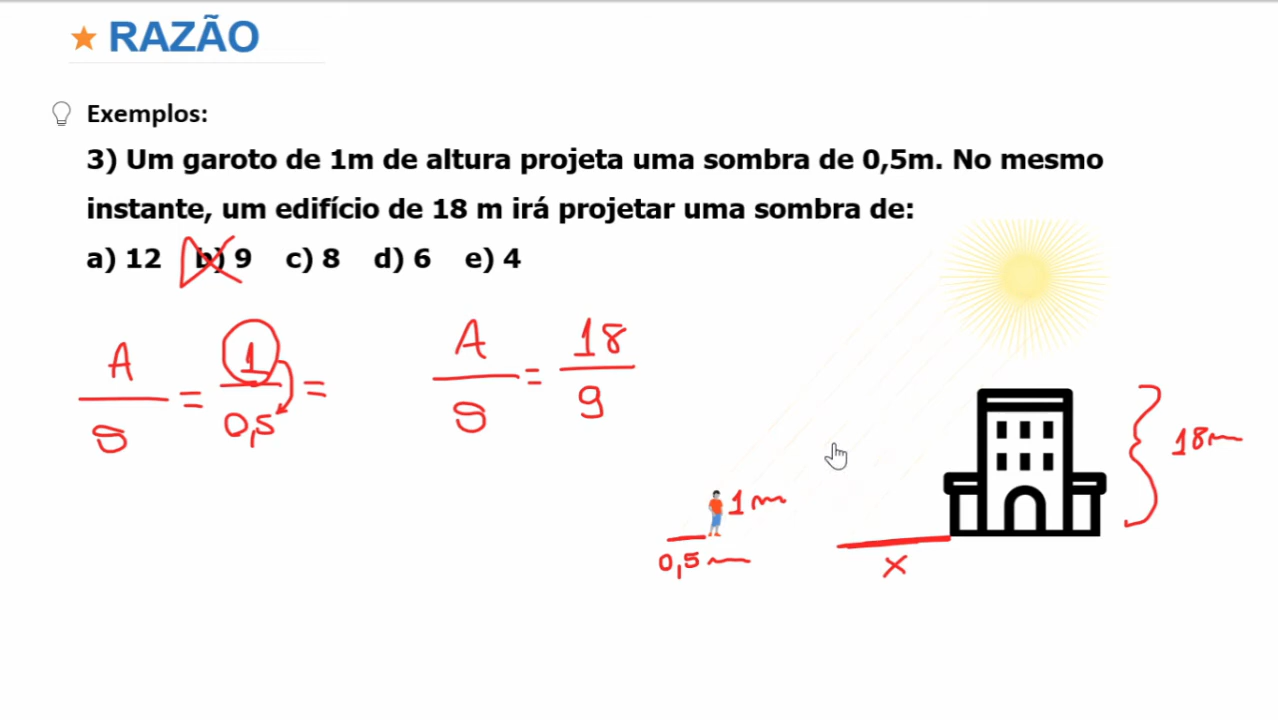 RAZÃO
Exemplos:
3) Um garoto de 1m de altura projeta uma sombra de 0,5m. No mesmo
instante, um edifício de 18 m irá projetar uma sombra de:
a) 12 b) 9 c) 8 d) 6 e) 4
A/S = 1/0,5 =
A/S = 18/9
18m
1m
0,5m
x